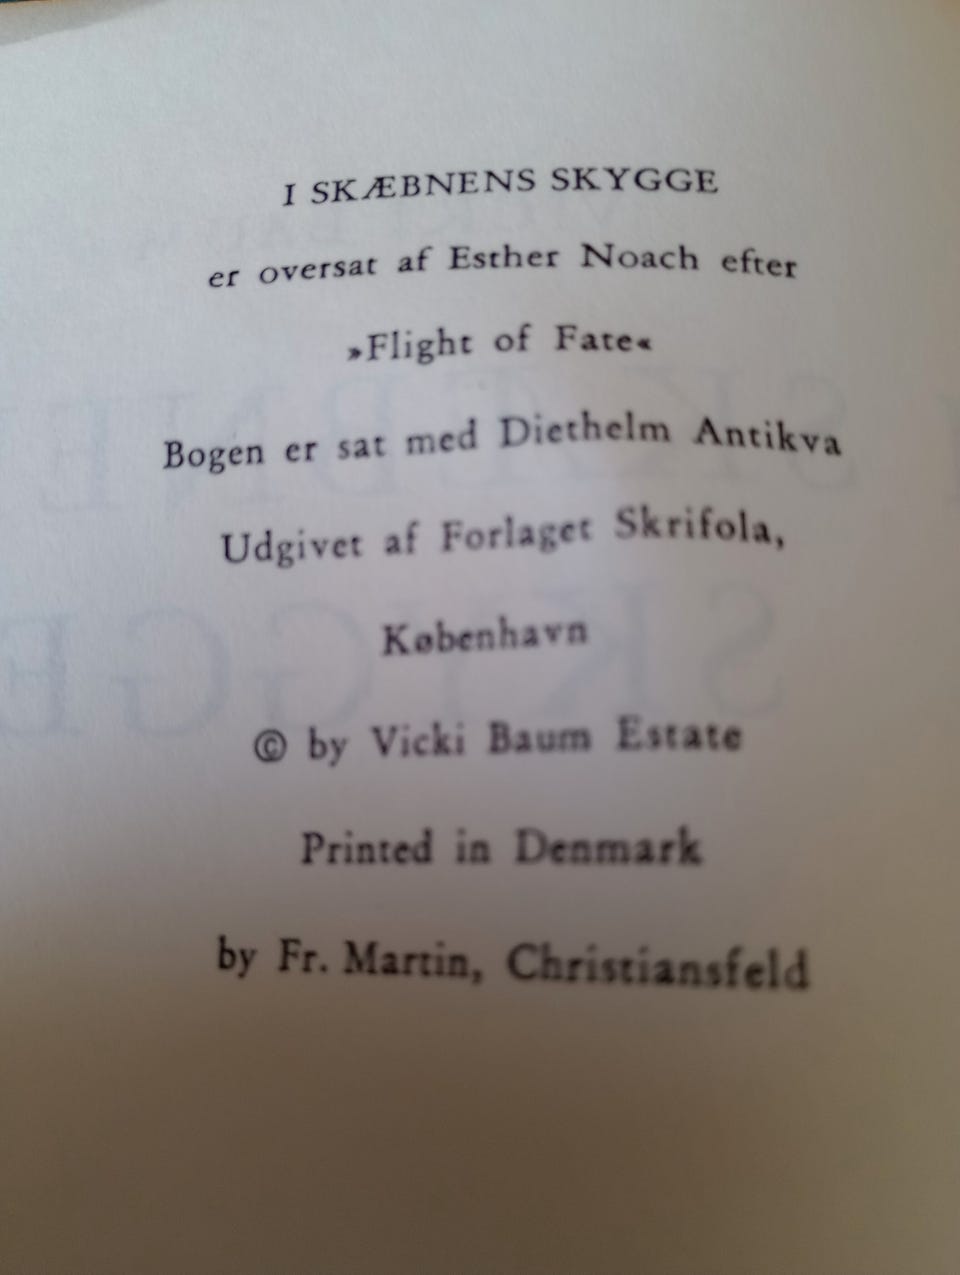 I SKÆBNENS SKYGGE
er oversat af Esther Noach efter
»Flight of Fate«
Bogen er sat med Diethelm Antikva
Udgivet af Forlaget Skrifola,
København
© by Vicki Baum Estate
Printed in Denmark
by Fr. Martin, Christiansfeld